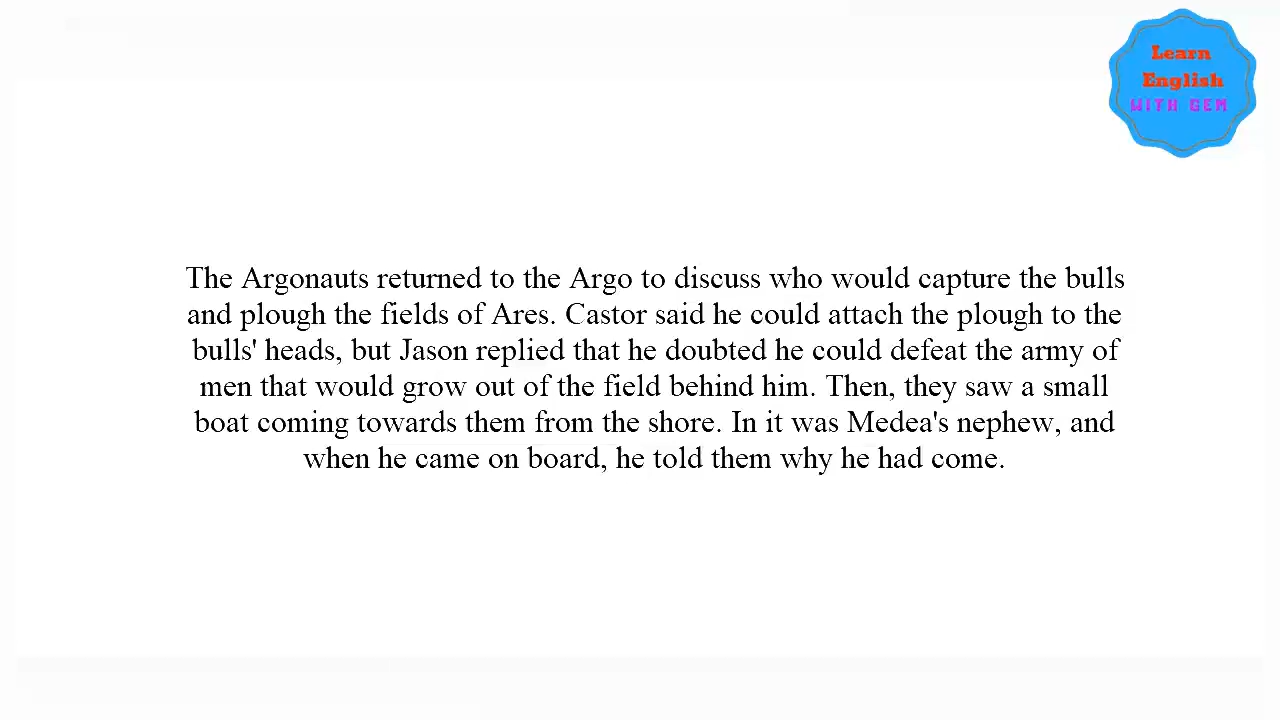 Learn
English
WITH GEM
The Argonauts returned to the Argo to discuss who would capture the bulls
and plough the fields of Ares. Castor said he could attach the plough to the
bulls' heads, but Jason replied that he doubted he could defeat the army of
men that would grow out of the field behind him. Then, they saw a small
boat coming towards them from the shore. In it was Medea's nephew, and
when he came on board, he told them why he had come.